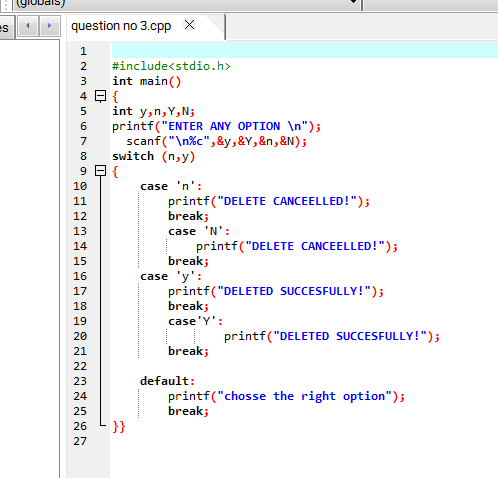 (globals)
es
question no 3.cpp
1
2 #include<stdio.h>
3 int main()
4 {
5 int y,n,Y,N;
6 printf("ENTER ANY OPTION \n");
7 scanf("\n%c",&y,&Y,&n,&N);
8 switch (n,y)
9 {
10 case 'n':
11 printf("DELETE CANCEELLED!");
12 break;
13 case 'N':
14 printf("DELETE CANCEELLED!");
15 break;
16 case 'y':
17 printf("DELETED SUCCESFULLY!");
18 break;
19 case'Y':
20 printf("DELETED SUCCESFULLY!");
21 break;
22
23 default:
24 printf("chosse the right option");
25 break;
26 }}
27